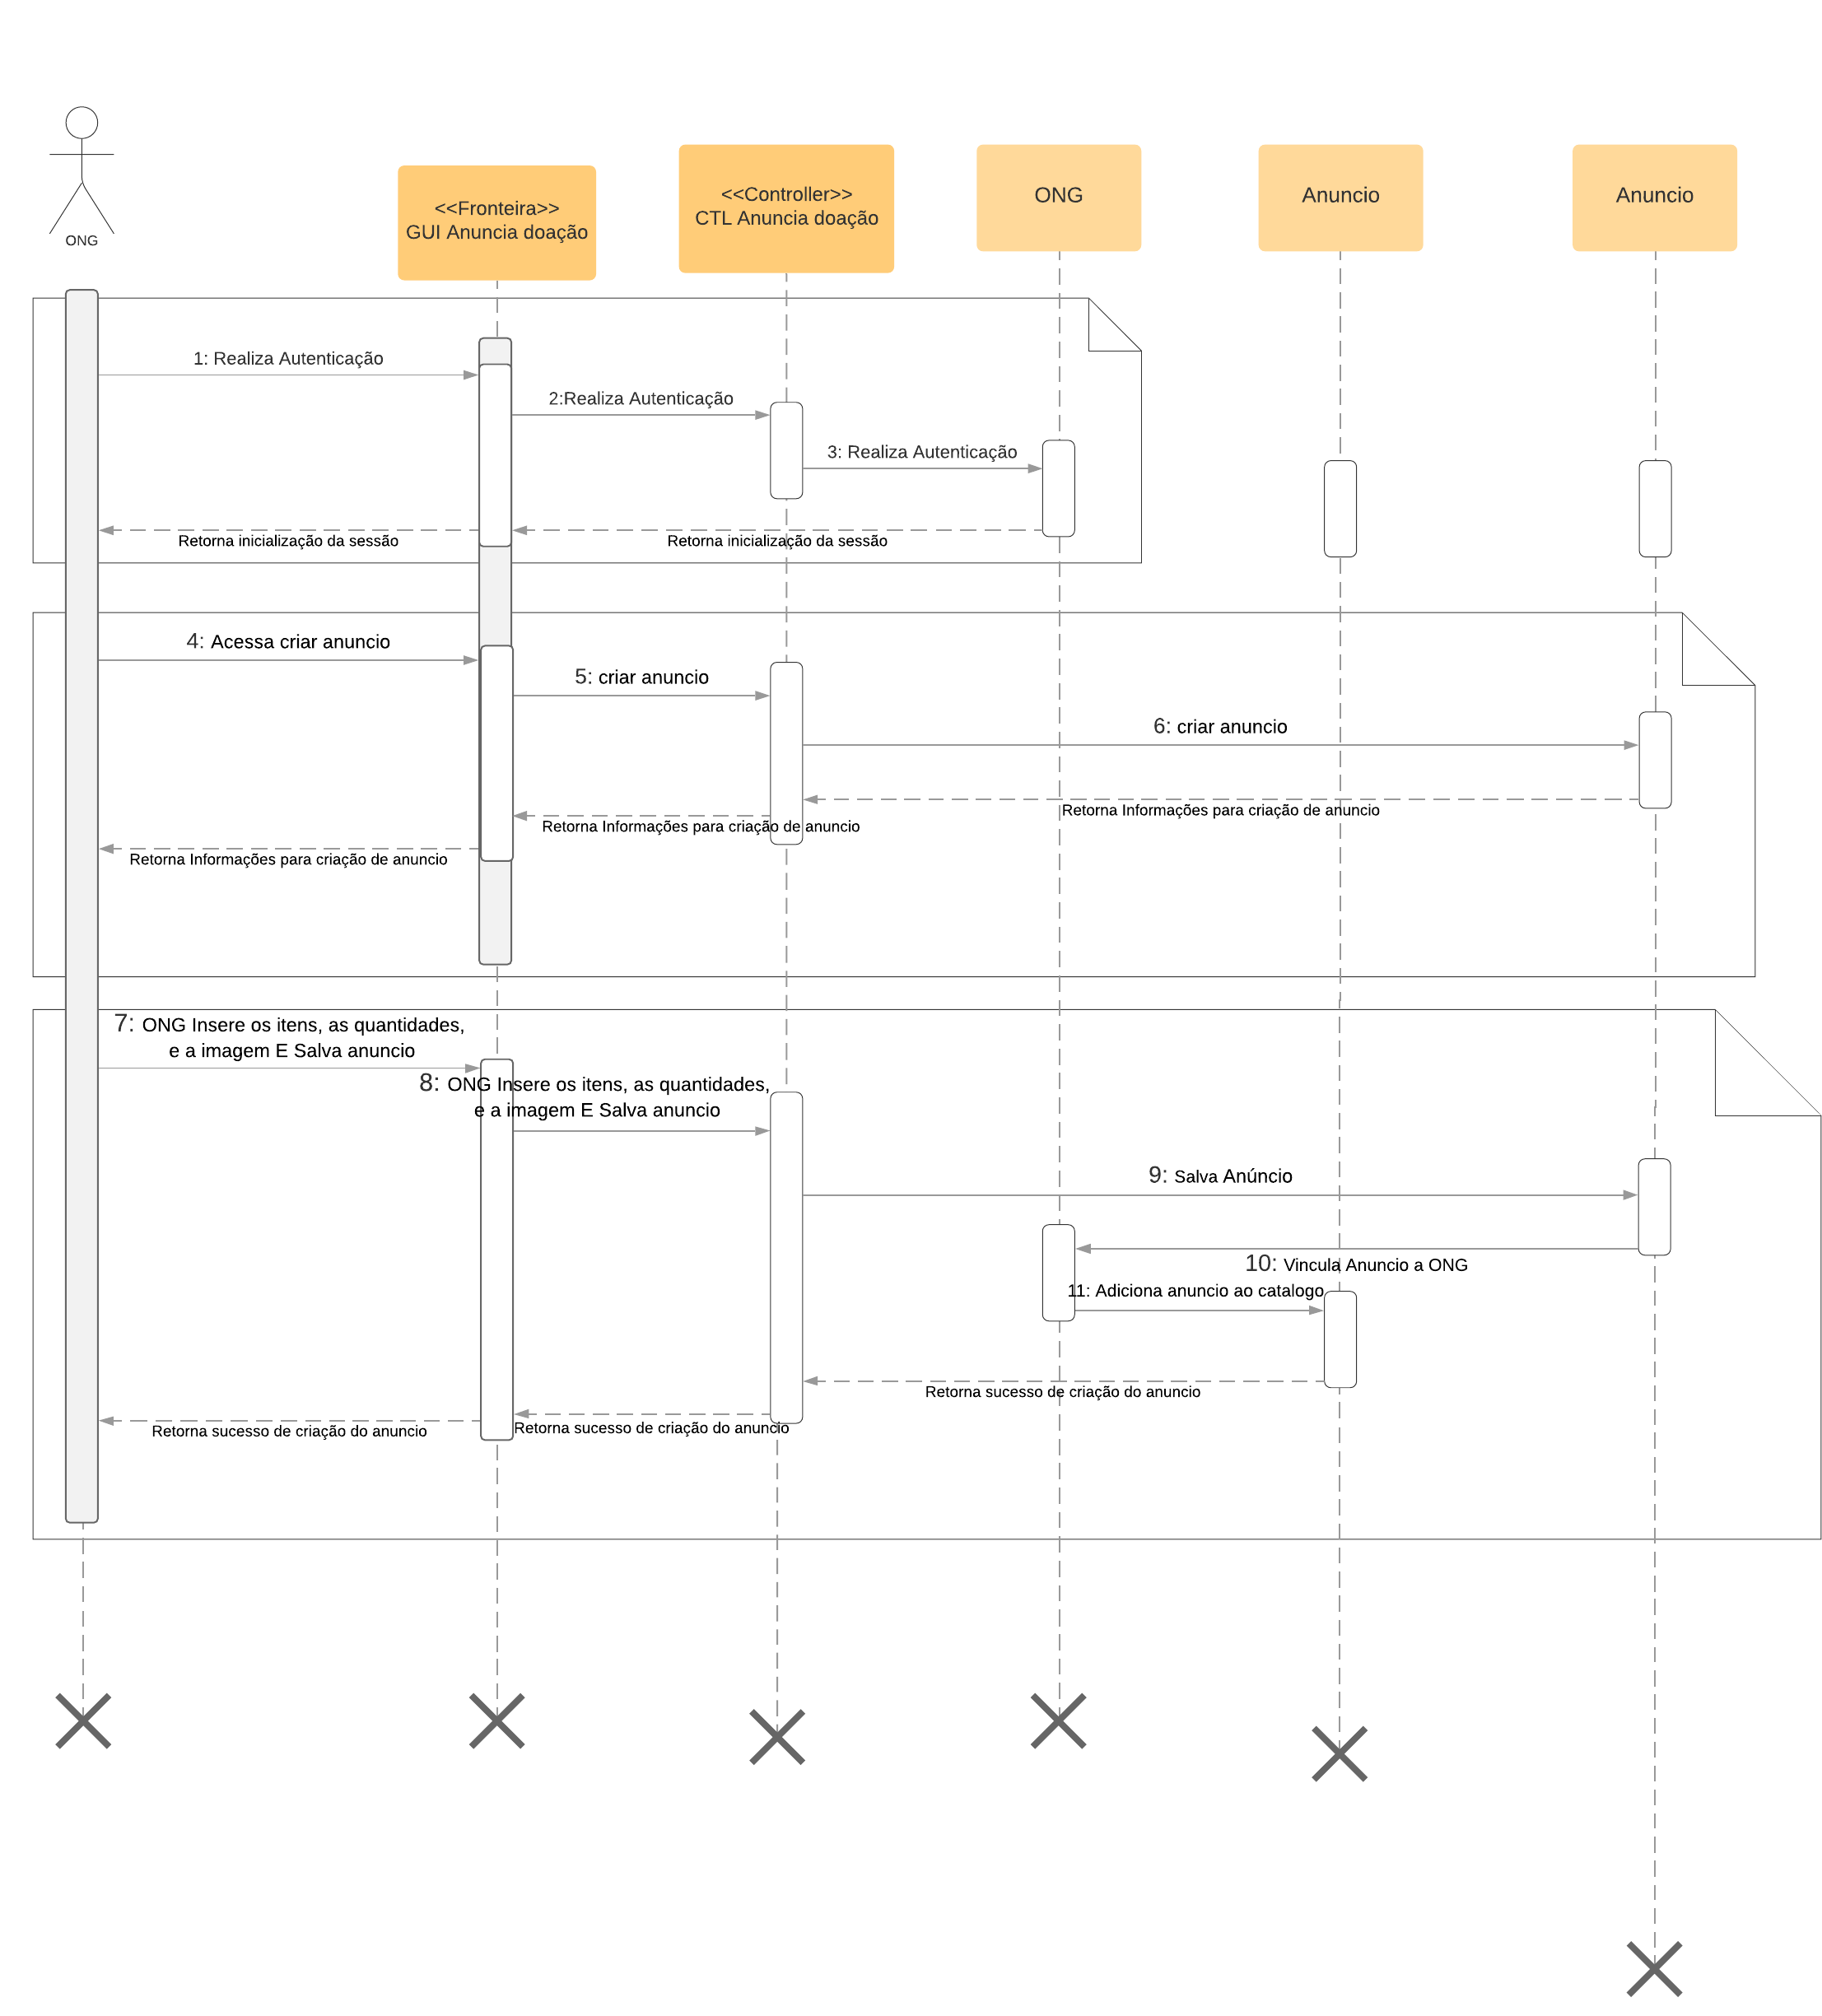 ONG
<<Fronteira>>
GUI Anuncia doação
<<Controller>>
CTL Anuncia doação
ONG
Anuncio
Anuncio
1: Realiza Autenticação
2:Realiza Autenticação
3: Realiza Autenticação
Retorna inicialização da sessão
Retorna inicialização da sessão
4: Acessa criar anuncio
5: criar anuncio
6: criar anuncio
Retorna Informações para criação de anuncio
Retorna Informações para criação de anuncio
Retorna Informações para criação de anuncio
7: ONG Insere os itens, as quantidades,
e a imagem E Salva anuncio
8: ONG Insere os itens, as quantidades,
e a imagem E Salva anuncio
9: Salva Anúncio
10: Vincula Anuncio a ONG
11: Adiciona anuncio ao catalogo
Retorna sucesso de criação do anuncio
Retorna sucesso de criação do anuncio
Retorna sucesso de criação do anuncio